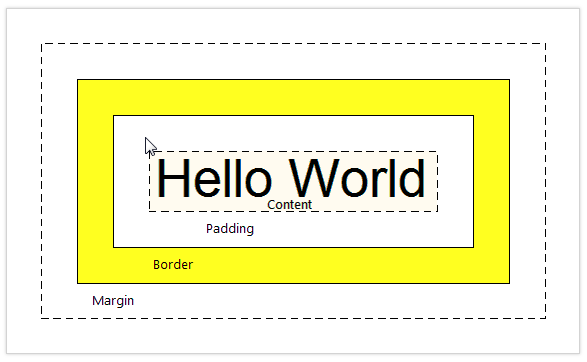 Hello World
Content
Padding
Border
Margin